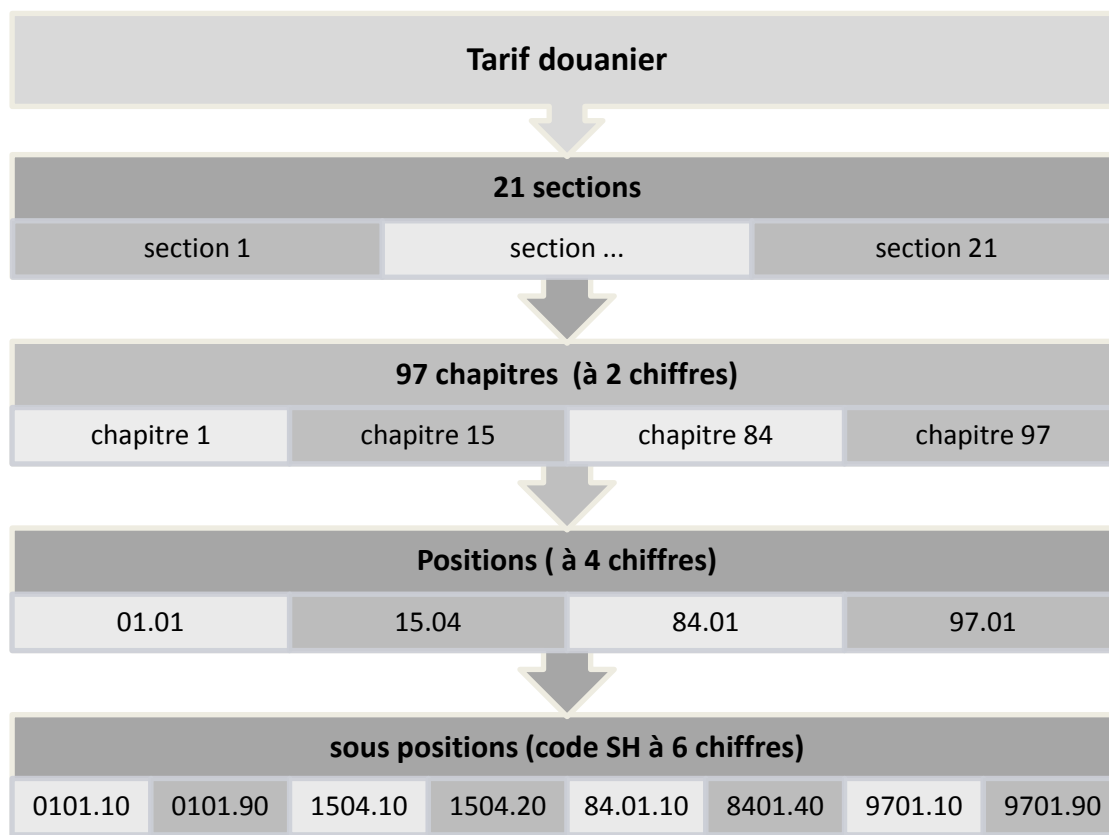 Tarif douanier
21 sections
section 1 section ... section 21
97 chapitres (à 2 chiffres)
chapitre 1 chapitre 15 chapitre 84 chapitre 97
Positions ( à 4 chiffres)
01.01 15.04 84.01 97.01
sous positions (code SH à 6 chiffres)
0101.10 0101.90 1504.10 1504.20 84.01.10 8401.40 9701.10 9701.90